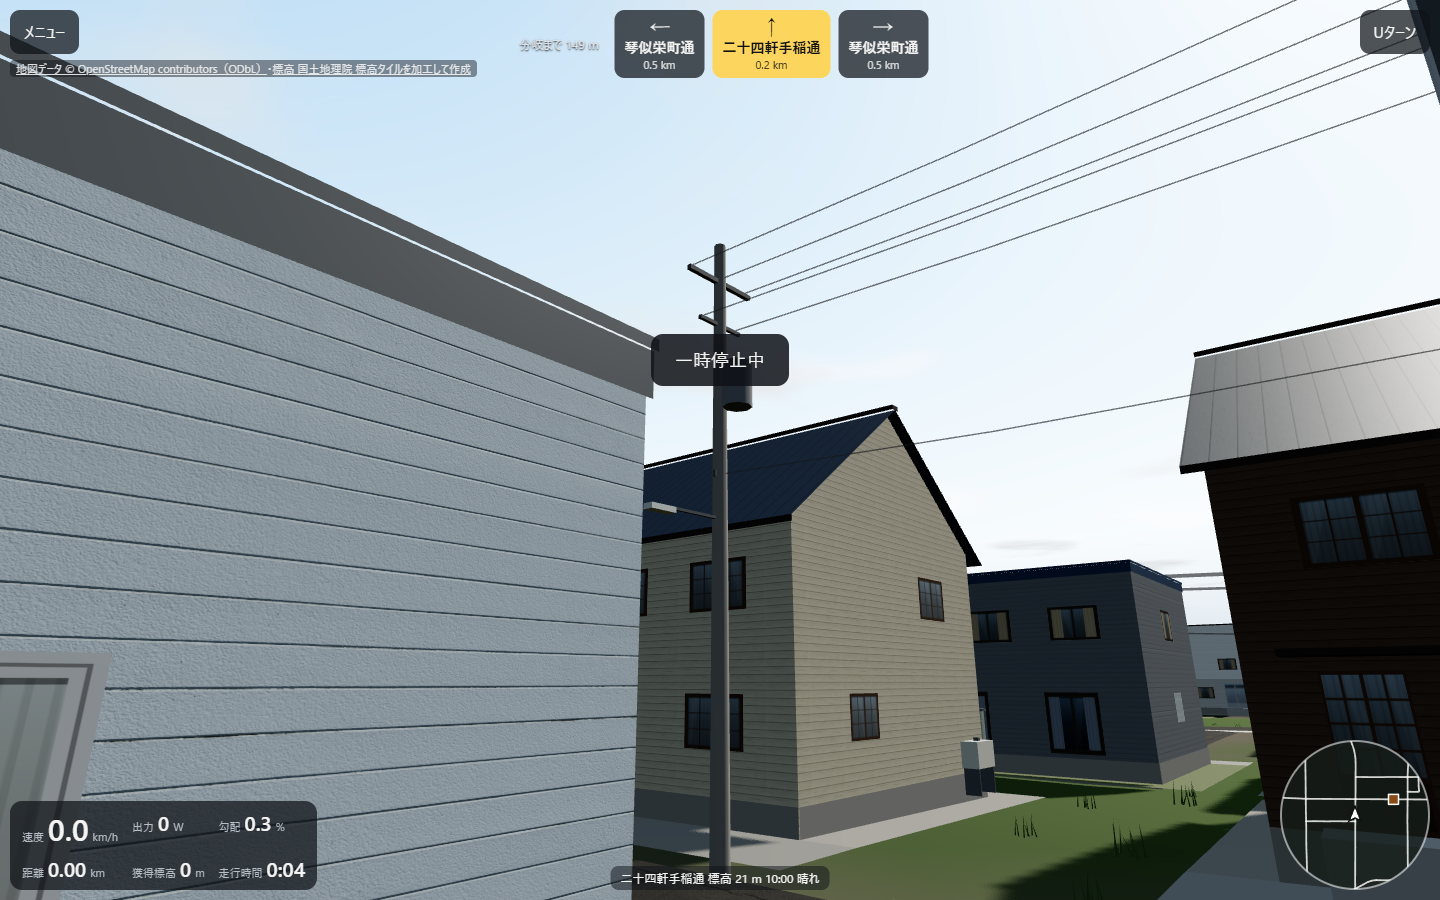 メニュー
地図データ © OpenStreetMap contributors（ODbL）・標高 国土地理院 標高タイルを加工して作成
分岐まで 149 m
← 琴似栄町通 0.5 km
↑ 二十四軒手稲通 0.2 km
→ 琴似栄町通 0.5 km
Uターン
一時停止中
速度 0.0 km/h 出力 0 W 勾配 0.3 %
距離 0.00 km 獲得標高 0 m 走行時間 0:04
二十四軒手稲通 標高 21 m 10:00 晴れ